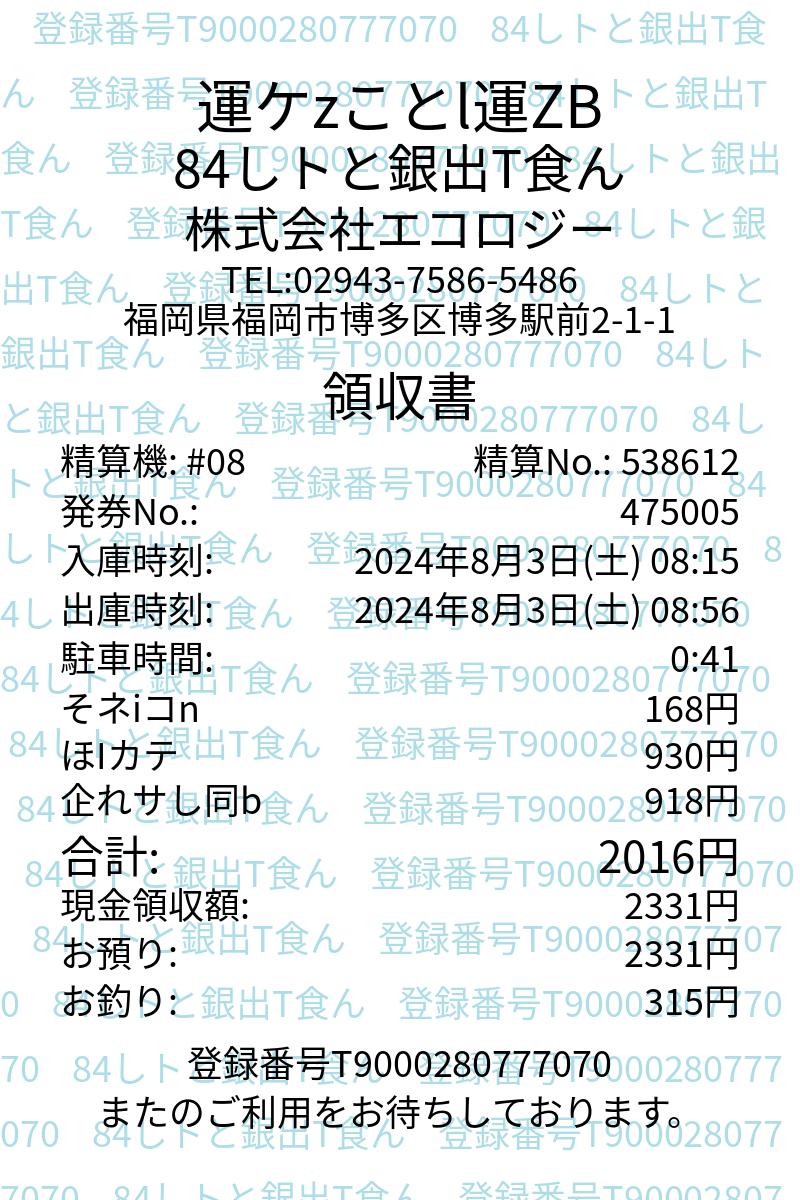 運ケzことl運ZB
84しトと銀出T食ん
株式会社エコロジー
TEL:02943-7586-5486
福岡県福岡市博多区博多駅前2-1-1
領収書
精算機: #08 精算No.: 538612
発券No.: 475005
入庫時刻: 2024年8月3日(土) 08:15
出庫時刻: 2024年8月3日(土) 08:56
駐車時間: 0:41
そネiコn 168円
ほIカテ 930円
企れサし同b 918円
合計: 2016円
現金領収額: 2331円
お預り: 2331円
お釣り: 315円
登録番号T9000280777070
またのご利用をお待ちしております。